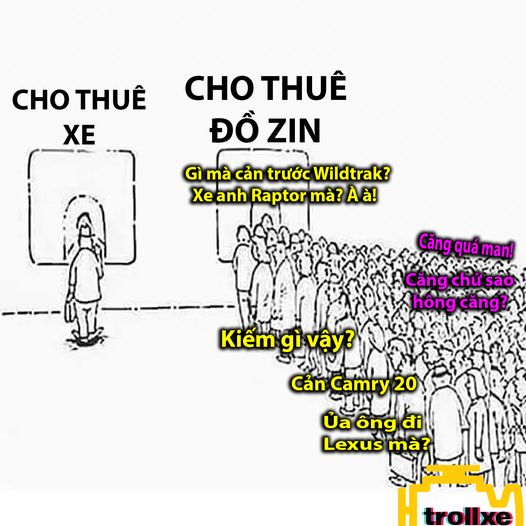 CHO THUÊ
XE
CHO THUÊ
ĐỒ ZIN
Gì mà cản trước Wildtrak?
Xe anh Raptor mà? À à!
Căng quá man!
Căng chứ sao
hông căng?
Kiếm gì vậy?
Cản Camry 20
Ủa ông đi
Lexus mà?
trollxe